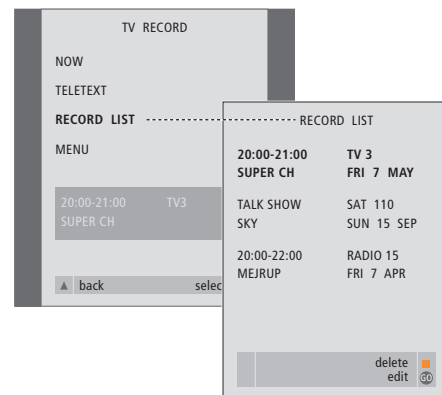 TV RECORD
NOW
TELETEXT
RECORD LIST
MENU
20:00-21:00 TV3
SUPER CH
back selec
RECORD LIST
20:00-21:00 TV 3
SUPER CH FRI 7 MAY
TALK SHOW SAT 110
SKY SUN 15 SEP
20:00-22:00 RADIO 15
MEJRUP FRI 7 APR
delete
edit GO